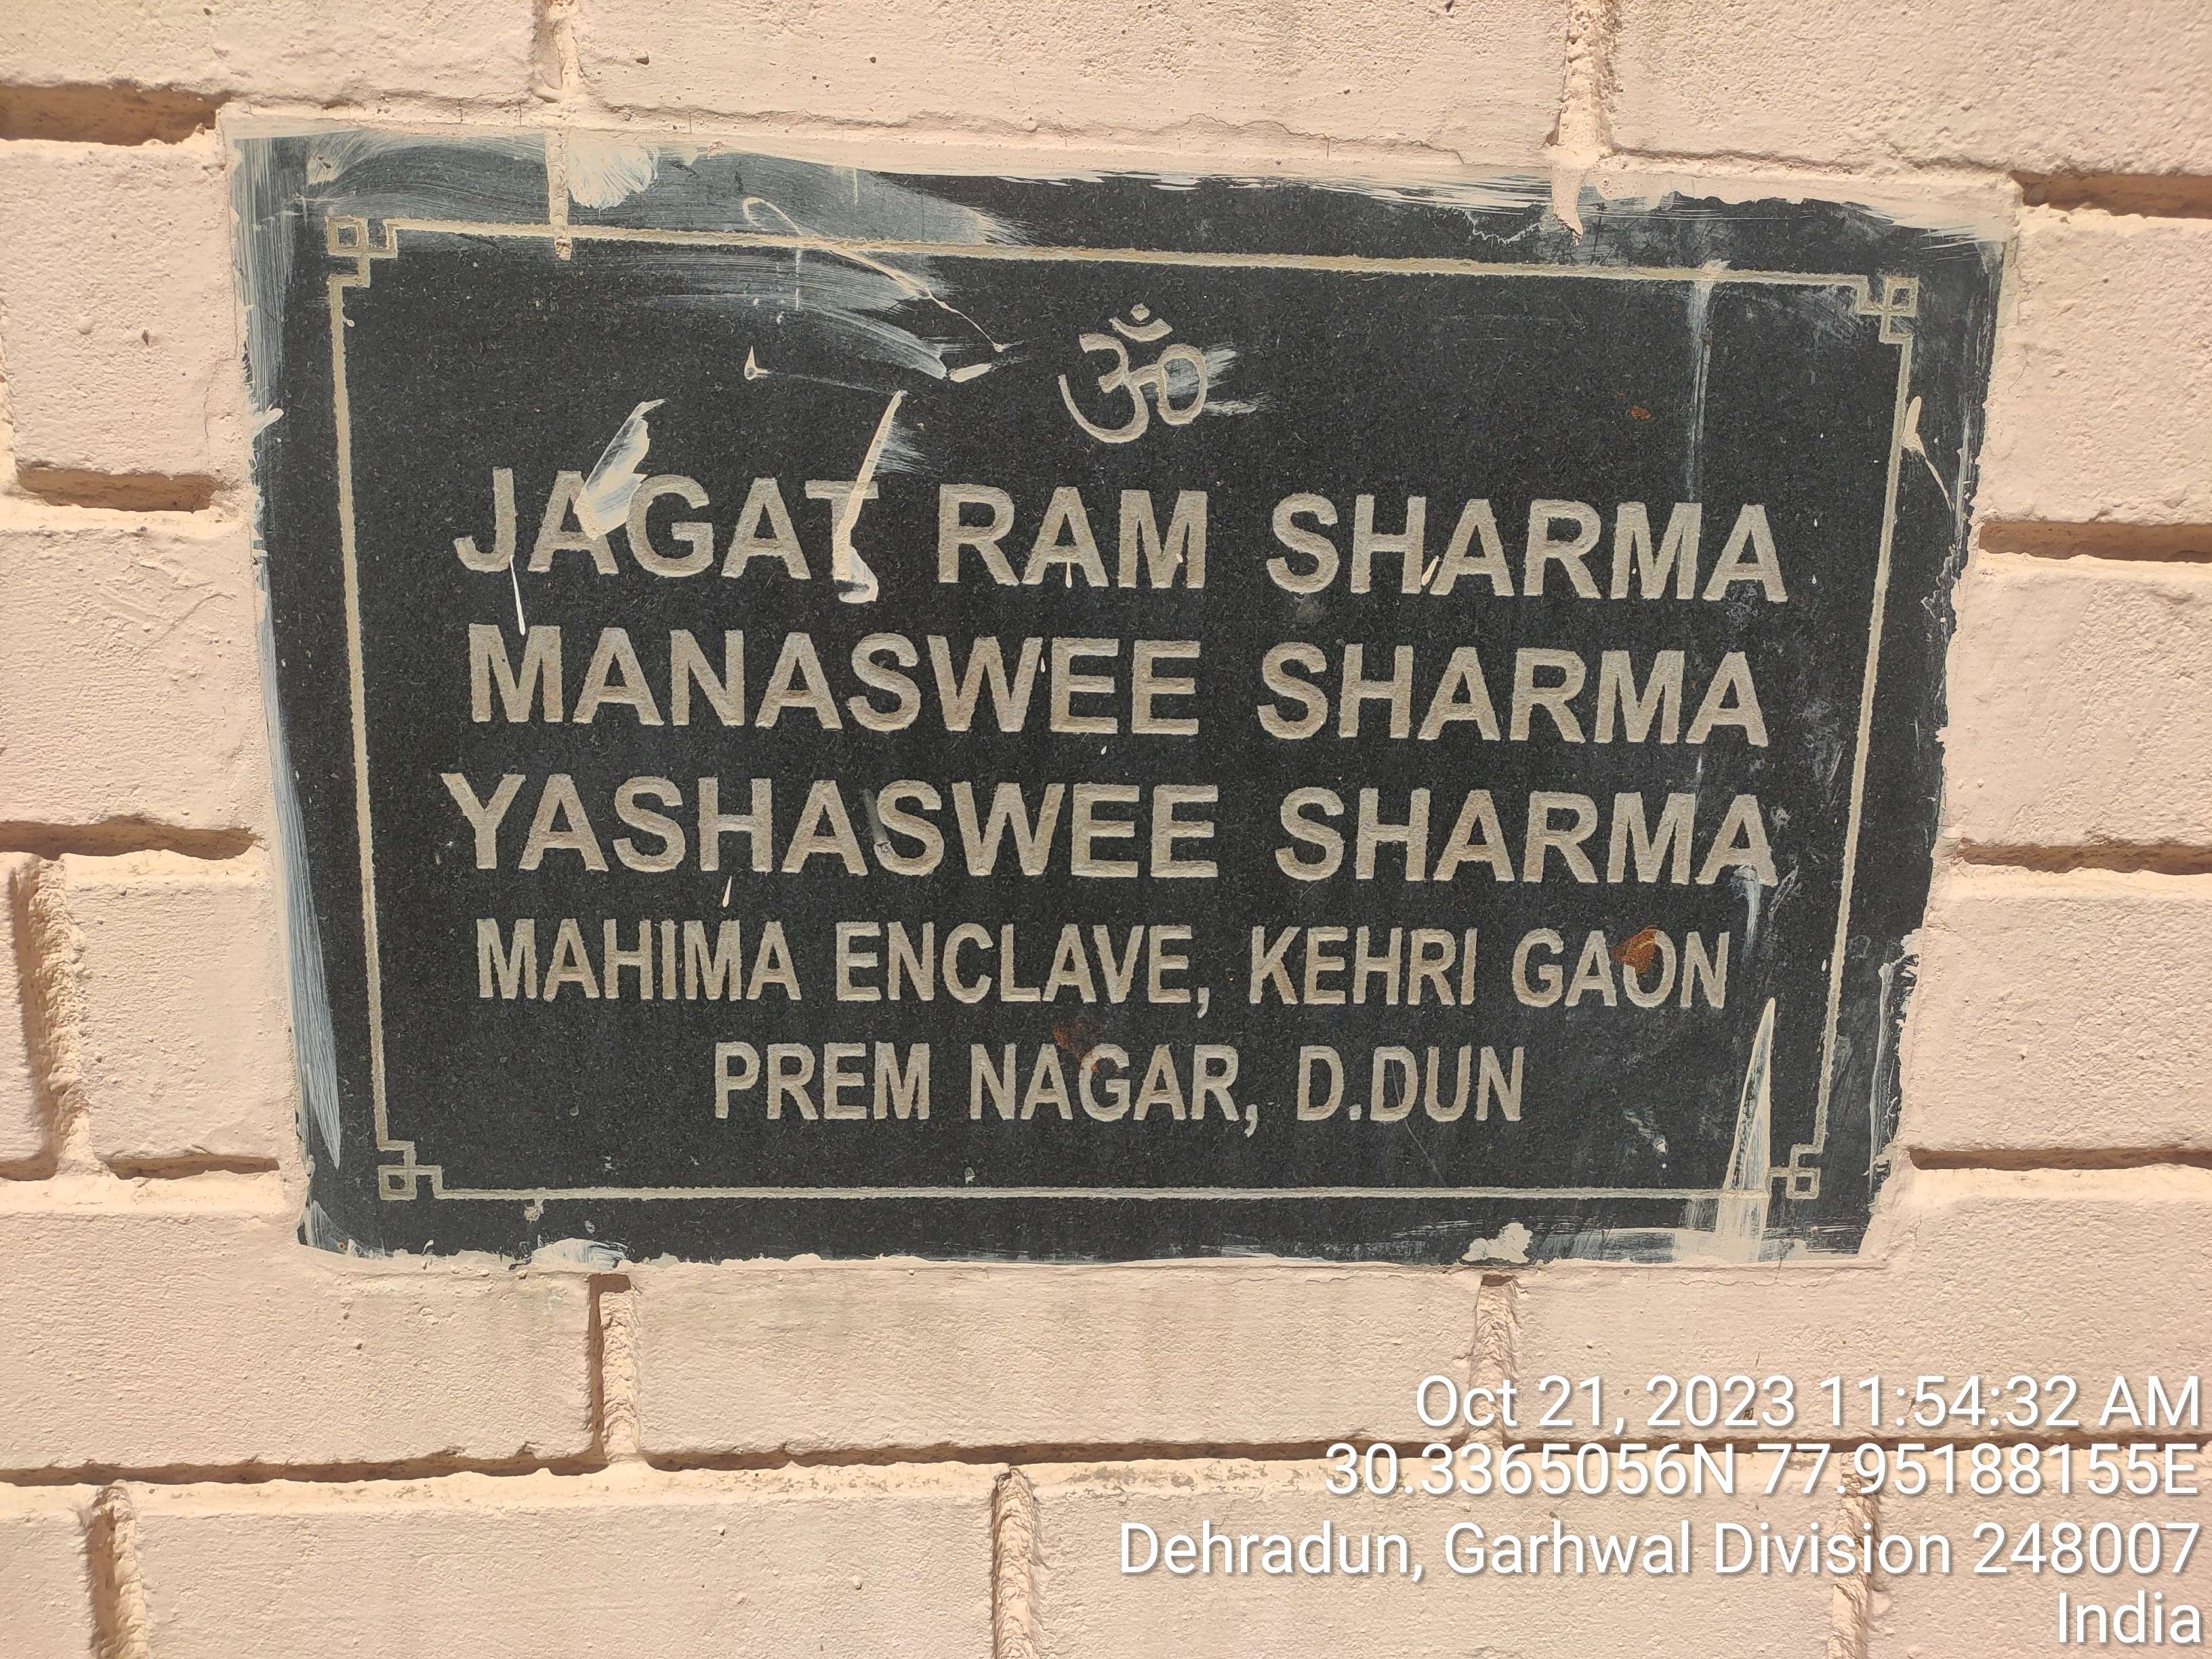 ॐ
JAGAT RAM SHARMA
MANASWEE SHARMA
YASHASWEE SHARMA
MAHIMA ENCLAVE, KEHRI GAON
PREM NAGAR, D.DUN
Oct 21, 2023 11:54:32 AM
30.3365056N 77.95188155E
Dehradun, Garhwal Division 248007
India